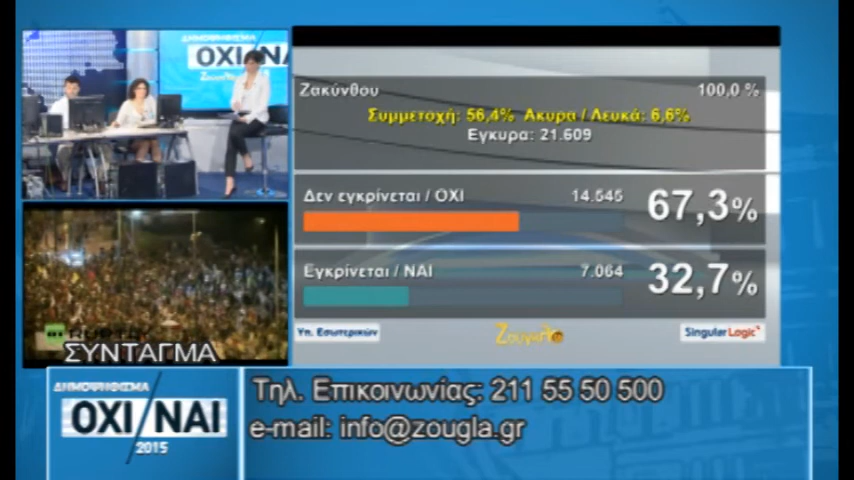 ΔΗΜΟΨΗΦΙΣΜΑ
ΟΧΙ/ΝΑΙ
Ζακύνθου 100,0 %
Συμμετοχή: 56,4% Ακυρα / Λευκά: 6,6%
Εγκυρα: 21.609
Δεν εγκρίνεται / ΟΧΙ 14.545 67,3%
Εγκρίνεται / ΝΑΙ 7.064 32,7%
Υπ. Εσωτερικών Ζούγκλα SingularLogic
ΣΥΝΤΑΓΜΑ
ΔΗΜΟΨΗΦΙΣΜΑ
ΟΧΙ/ΝΑΙ
2015
Τηλ. Επικοινωνίας: 211 55 50 500
e-mail: info@zougla.gr